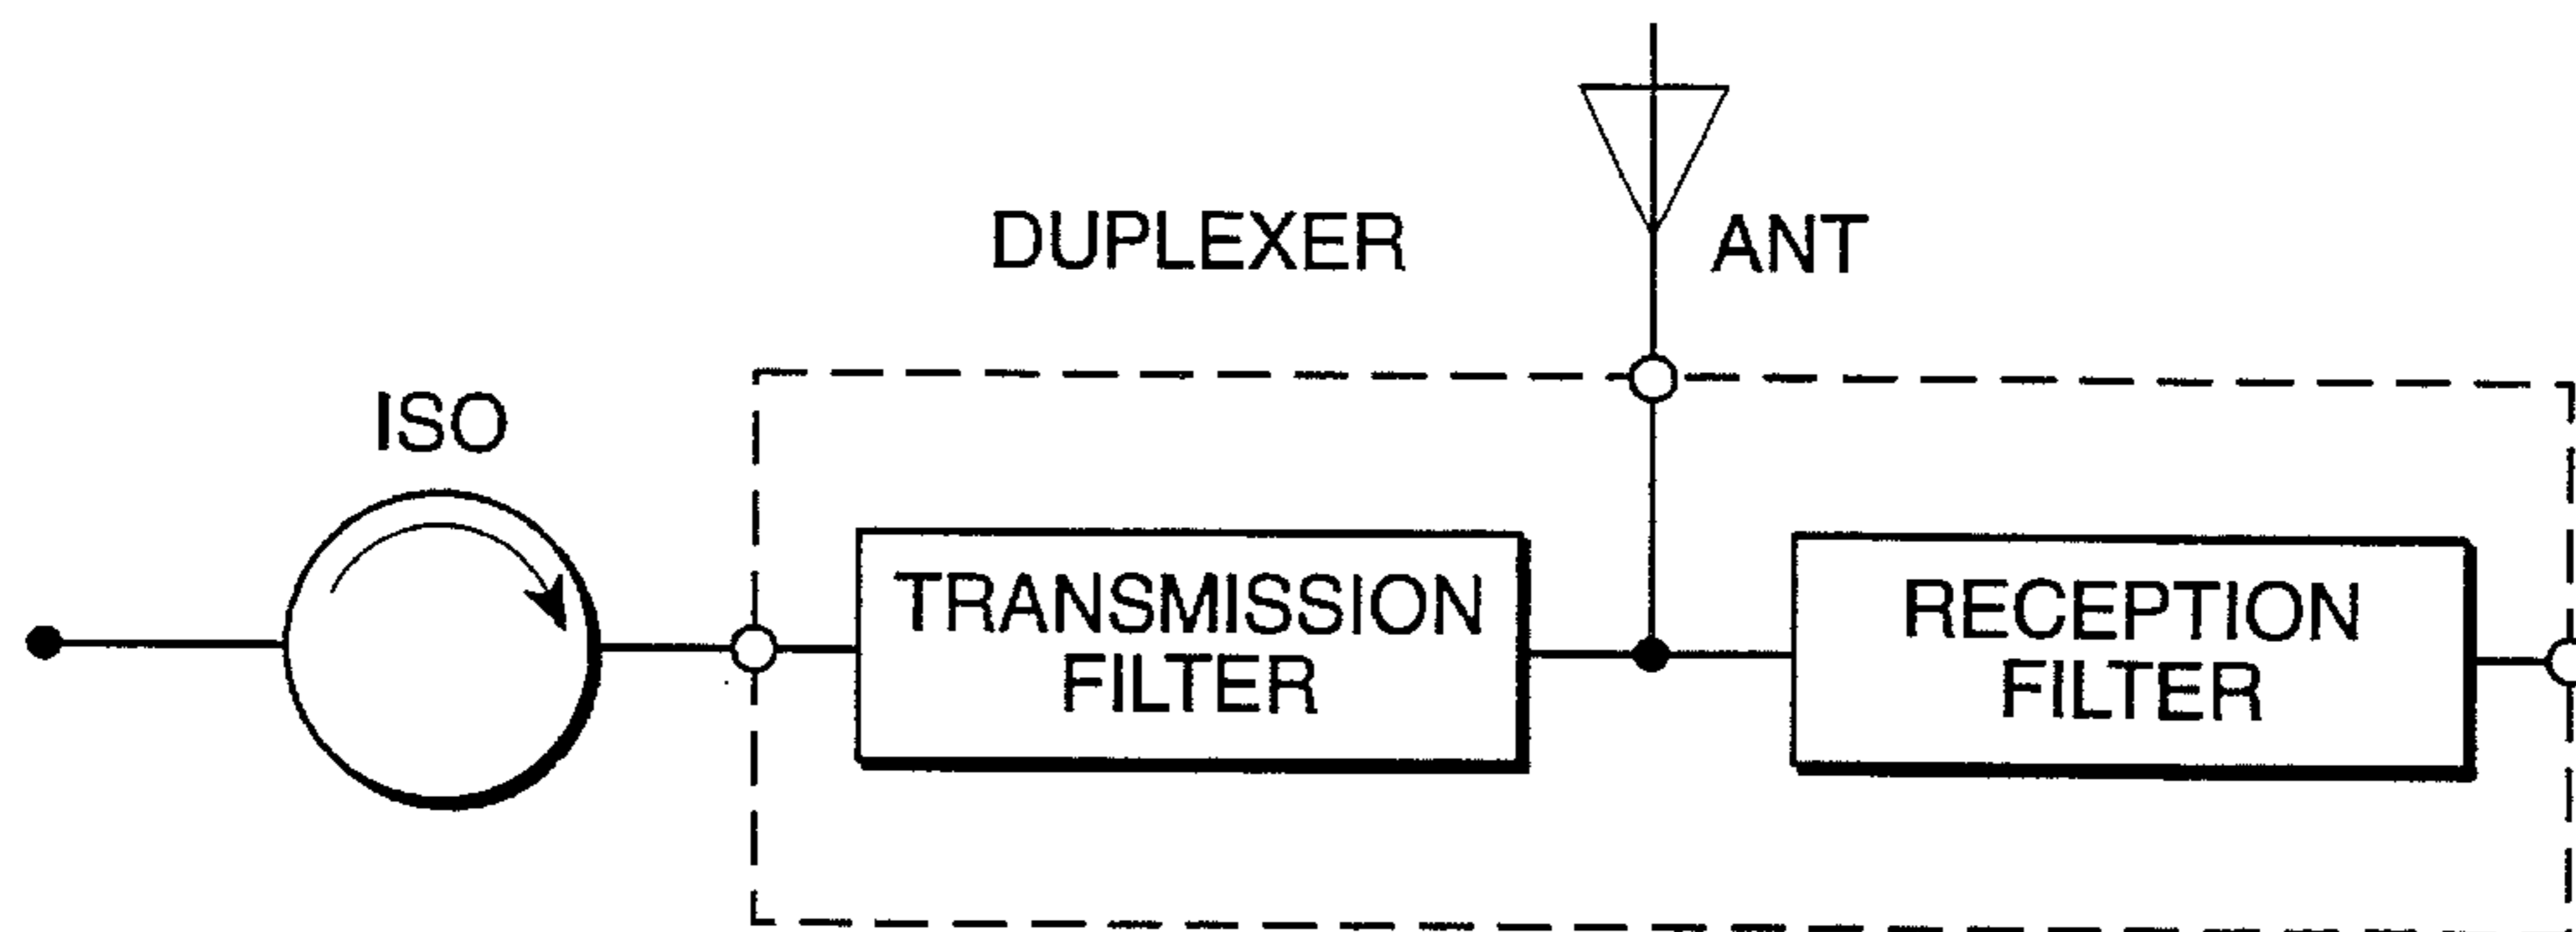 DUPLEXER
ANT
ISO
TRANSMISSION
FILTER
RECEPTION
FILTER